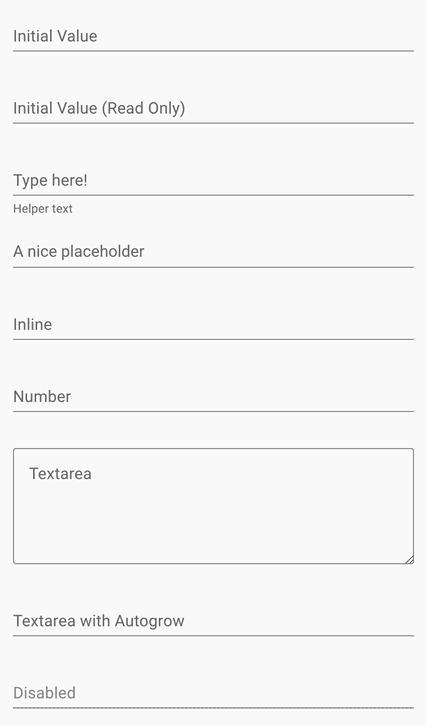 Initial Value
Initial Value (Read Only)
Type here!
Helper text
A nice placeholder
Inline
Number
Textarea
Textarea with Autogrow
Disabled